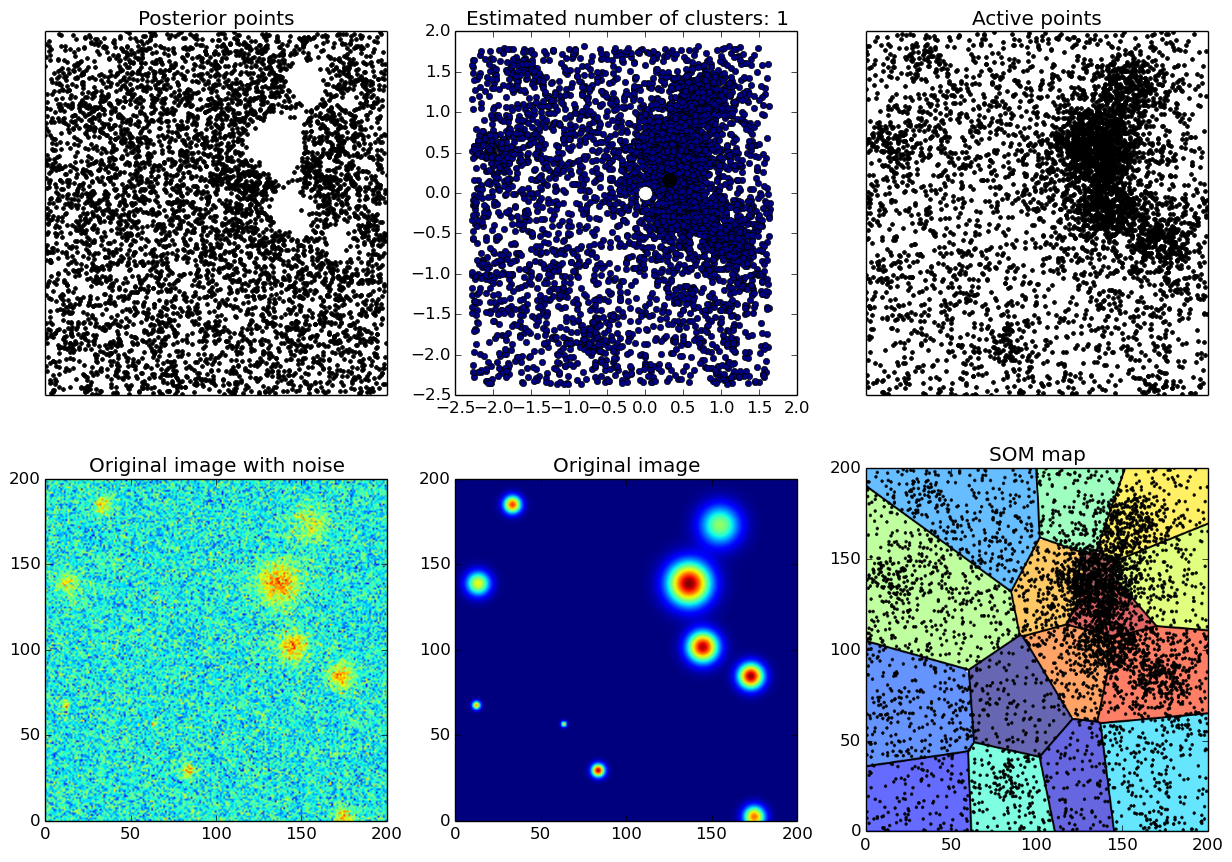 Posterior points
Estimated number of clusters: 1
Active points
2.0
1.5
1.0
0.5
0.0
−0.5
−1.0
−1.5
−2.0
−2.5
−2.5 −2.0 −1.5 −1.0 −0.5 0.0 0.5 1.0 1.5 2.0
Original image with noise
200
150
100
50
0
0 50 100 150 200
Original image
200
150
100
50
0
0 50 100 150 200
SOM map
200
150
100
50
0
0 50 100 150 200